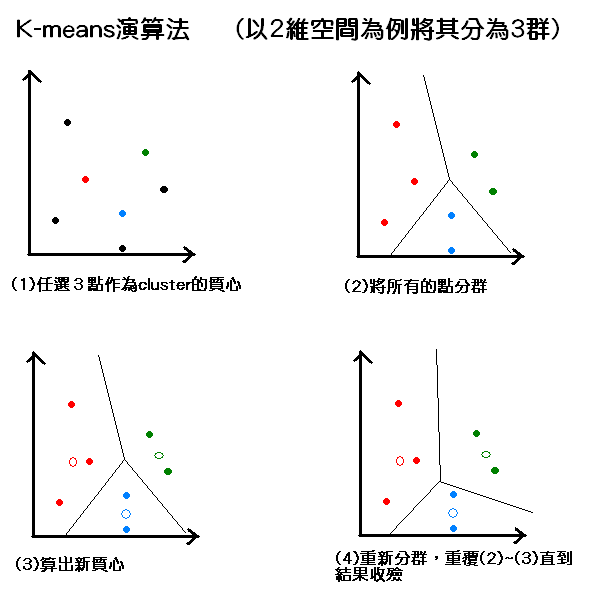 K-means演算法 （以2維空間為例將其分為3群）
(1)任選３點作為cluster的質心
(2)將所有的點分群
(3)算出新質心
(4)重新分群，重覆(2)~(3)直到
結果收斂